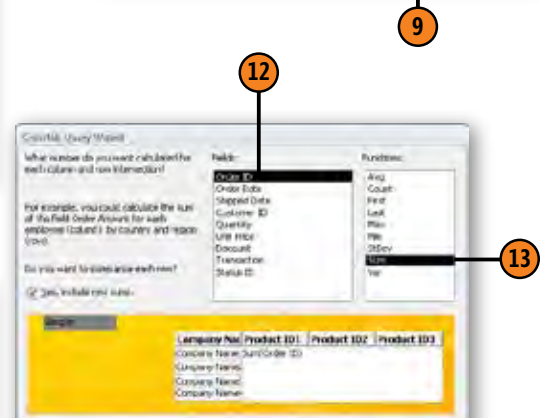 9
12
Crosstab Query Wizard
What number do you want calculated for
each column and row intersection?
For example, you could calculate the sum
of the field Order Amount for each
employee (column) by country and region
(row).
Do you want to summarize each row?
Yes, include row sums.
Fields:
Order ID
Order Date
Shipped Date
Customer ID
Quantity
Unit Price
Discount
Transaction
Status ID
Functions:
Avg
Count
First
Last
Max
Min
StDev
Sum
Var
13
Sample:
Company Nam Product ID1 Product ID2 Product ID3
Company Name Sum(Order ID)
Company Name
Company Name
Company Name